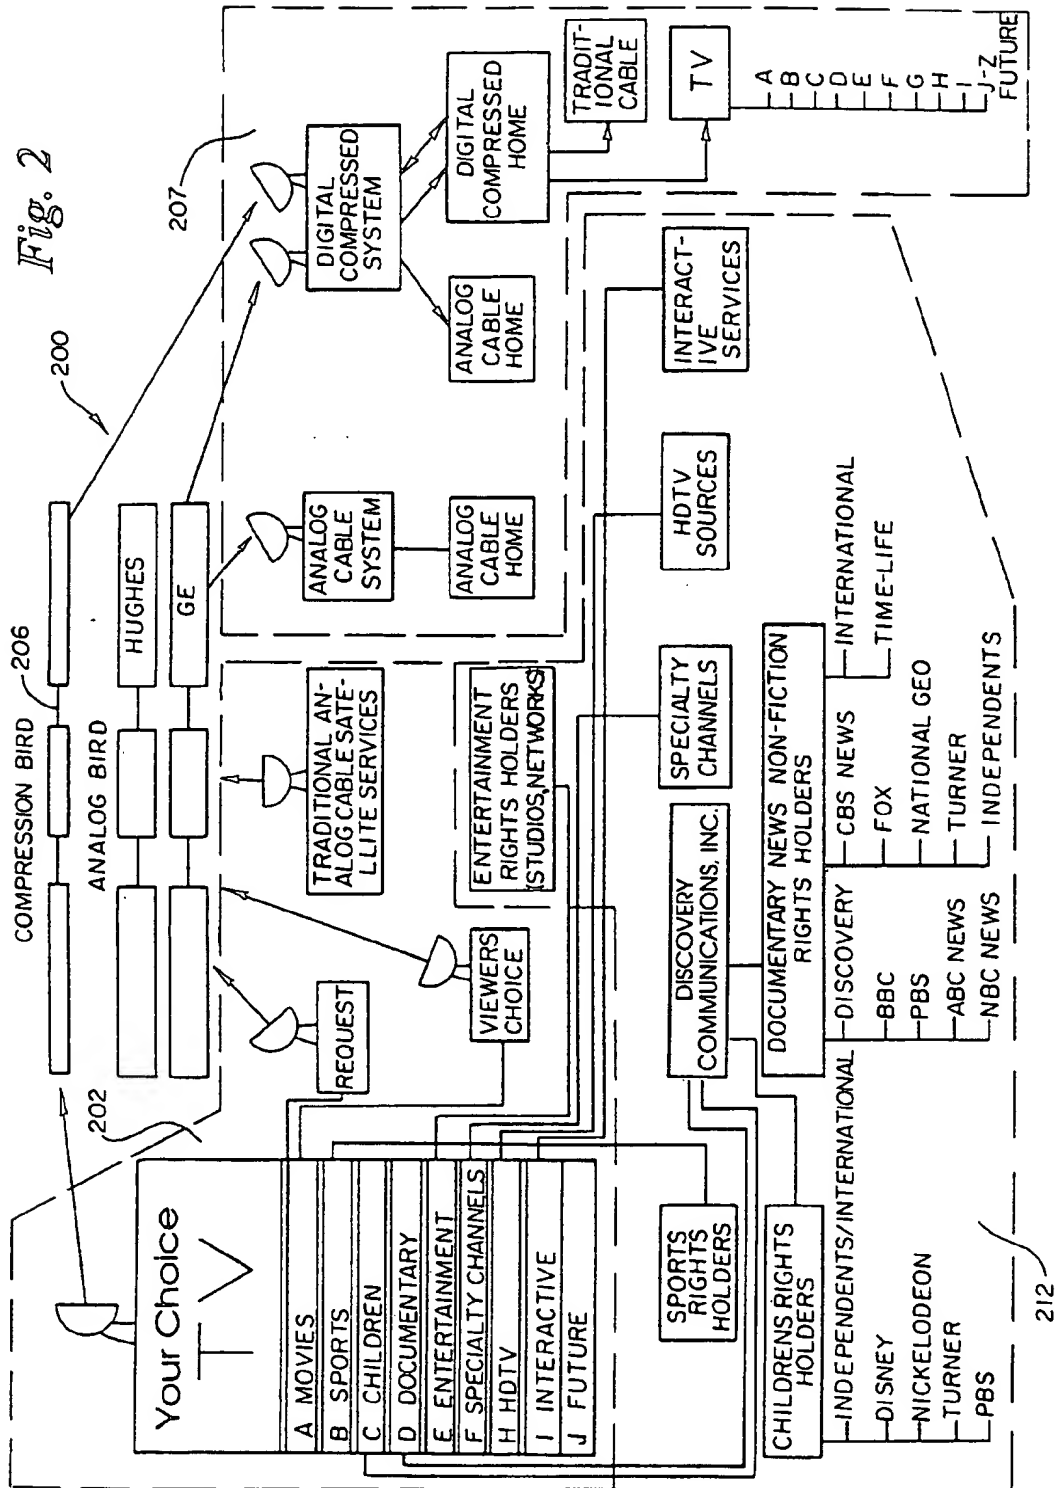 Fig. 2
200
COMPRESSION BIRD
206
ANALOG BIRD
HUGHES
GE
202
207
Your Choice
TV
A MOVIES
B SPORTS
C CHILDREN
D DOCUMENTARY
E ENTERTAINMENT
F SPECIALTY CHANNELS
H HDTV
I INTERACTIVE
J FUTURE
REQUEST
VIEWERS
CHOICE
TRADITIONAL AN-
ALOG CABLE SATE-
LLITE SERVICES
ENTERTAINMENT
RIGHTS HOLDERS
(STUDIOS,NETWORKS)
ANALOG
CABLE
SYSTEM
ANALOG
CABLE
HOME
DIGITAL
COMPRESSED
SYSTEM
ANALOG
CABLE
HOME
DIGITAL
COMPRESSED
HOME
TRADIT-
IONAL
CABLE
TV
A
B
C
D
E
F
G
H
I
J-Z
FUTURE
SPORTS
RIGHTS
HOLDERS
DISCOVERY
COMMUNICATIONS, INC.
SPECIALTY
CHANNELS
HDTV
SOURCES
INTERACT-
IVE
SERVICES
CHILDRENS RIGHTS
HOLDERS
INDEPENDENTS/INTERNATIONAL
DISNEY
NICKELODEON
TURNER
PBS
DOCUMENTARY NEWS NON-FICTION
RIGHTS HOLDERS
DISCOVERY
BBC
PBS
ABC NEWS
NBC NEWS
CBS NEWS
FOX
NATIONAL GEO
TURNER
INDEPENDENTS
INTERNATIONAL
TIME-LIFE
212